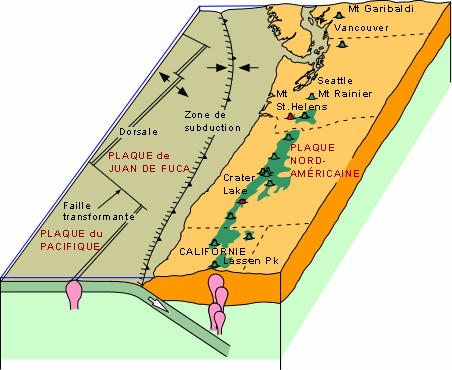 Mt Garibaldi
Vancouver
Seattle
Mt Rainier
Mt
St.Helens
Zone de
subduction
Dorsale
PLAQUE de
JUAN DE FUCA
PLAQUE
NORD-
AMÉRICAINE
Crater
Lake
Faille
transformante
PLAQUE du
PACIFIQUE
CALIFORNIE
Lassen Pk